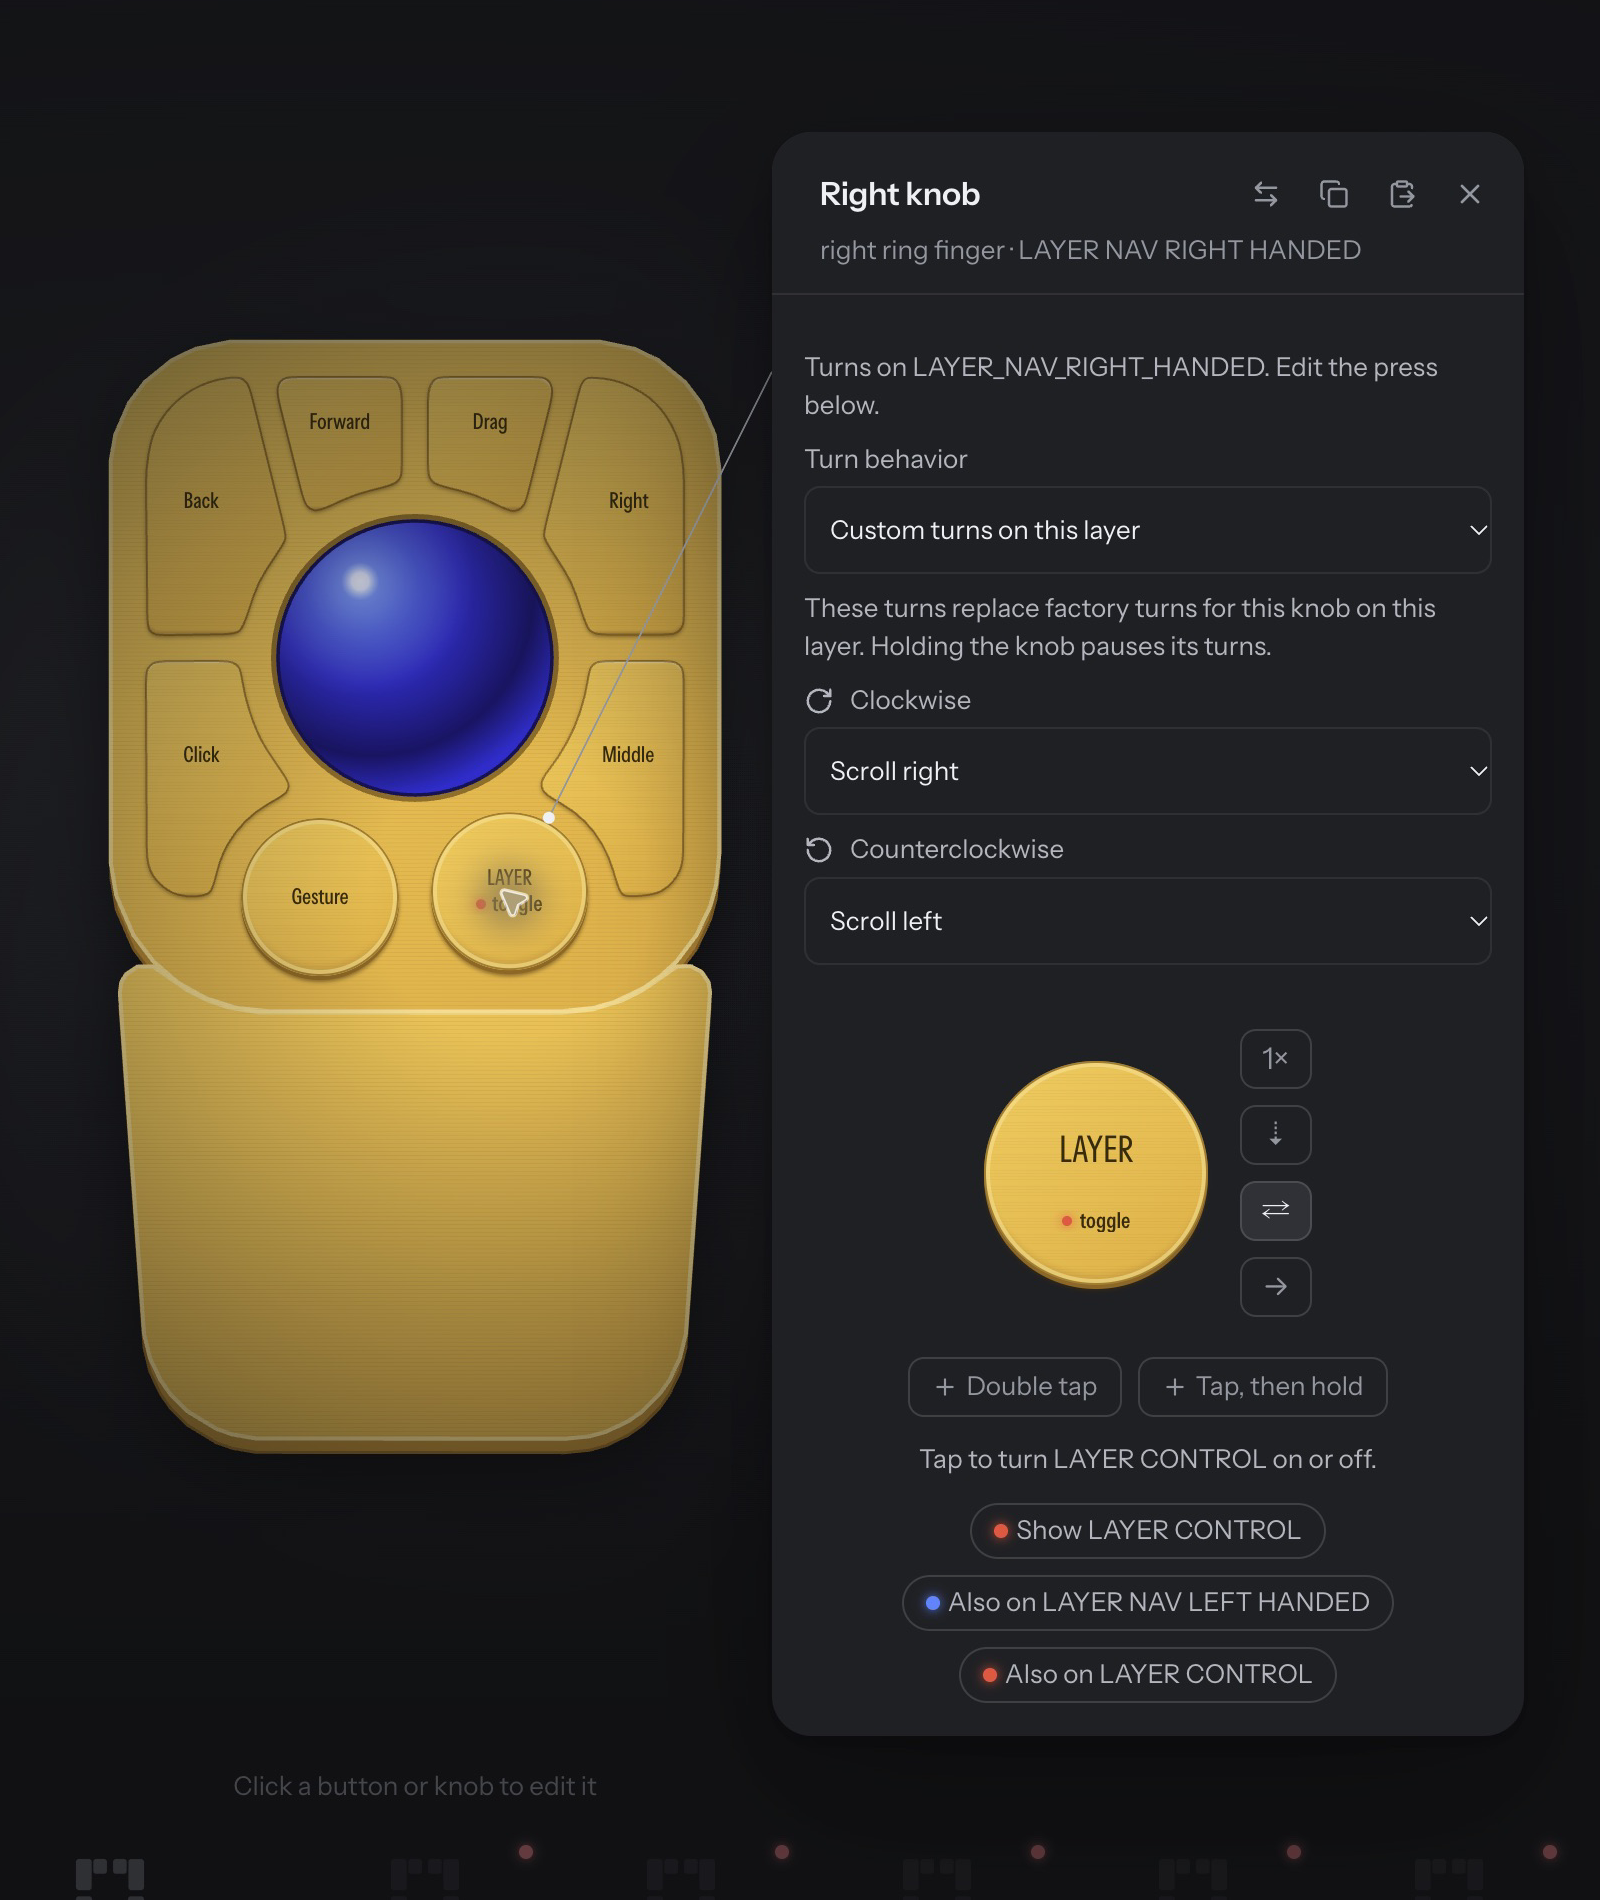 Right knob
right ring finger · LAYER NAV RIGHT HANDED
Turns on LAYER_NAV_RIGHT_HANDED. Edit the press
below.
Turn behavior
Custom turns on this layer
These turns replace factory turns for this knob on this
layer. Holding the knob pauses its turns.
Clockwise
Scroll right
Counterclockwise
Scroll left
LAYER
toggle
1×
Double tap
Tap, then hold
Tap to turn LAYER CONTROL on or off.
Show LAYER CONTROL
Also on LAYER NAV LEFT HANDED
Also on LAYER CONTROL
Forward
Drag
Back
Right
Click
Middle
Gesture
LAYER
toggle
Click a button or knob to edit it